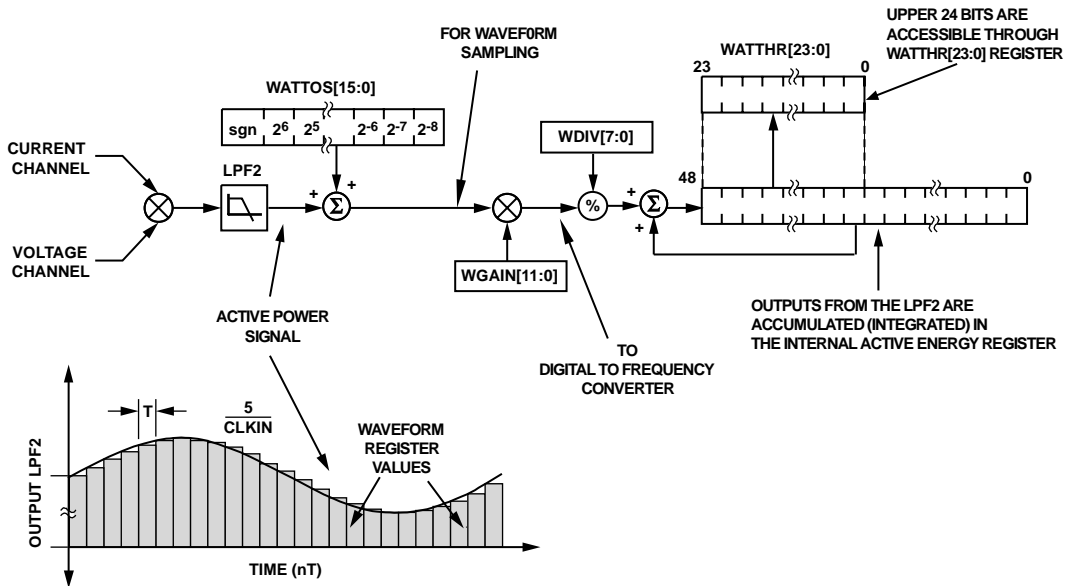 UPPER 24 BITS ARE
ACCESSIBLE THROUGH
WATTHR[23:0] REGISTER
FOR WAVEF0RM
SAMPLING
WATTHR[23:0]
23
0
WATTOS[15:0]
sgn 2^6 2^5 2^-6 2^-7 2^-8
WDIV[7:0]
CURRENT
CHANNEL
LPF2
48
0
+
+
Σ
%
+
Σ
+
VOLTAGE
CHANNEL
WGAIN[11:0]
ACTIVE POWER
SIGNAL
OUTPUTS FROM THE LPF2 ARE
ACCUMULATED (INTEGRATED) IN
THE INTERNAL ACTIVE ENERGY REGISTER
TO
DIGITAL TO FREQUENCY
CONVERTER
T
5
CLKIN
WAVEFORM
REGISTER
VALUES
OUTPUT LPF2
TIME (nT)